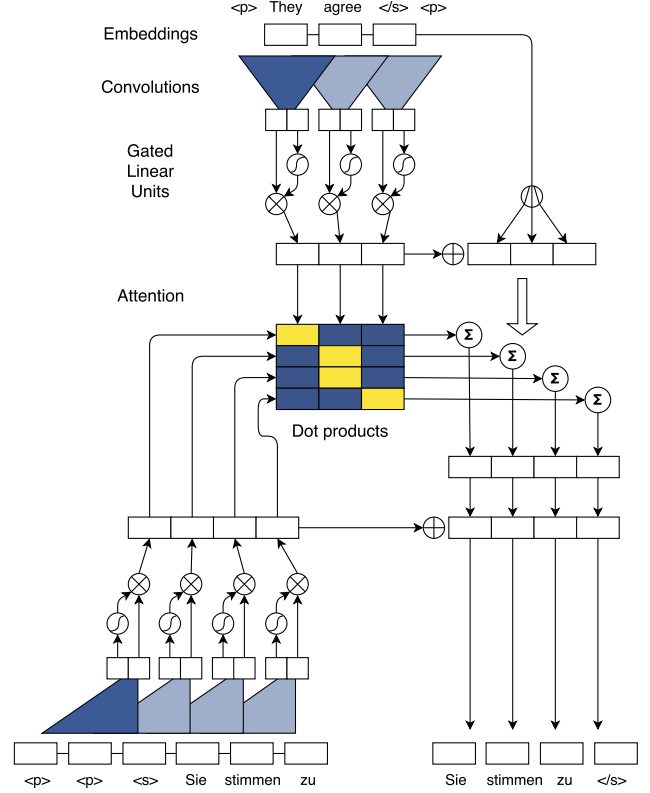 <p> They agree </s> <p>
Embeddings
Convolutions
Gated
Linear
Units
Attention
Σ
Σ
Σ
Σ
Dot products
<p> <p> <s> Sie stimmen zu
Sie stimmen zu </s>